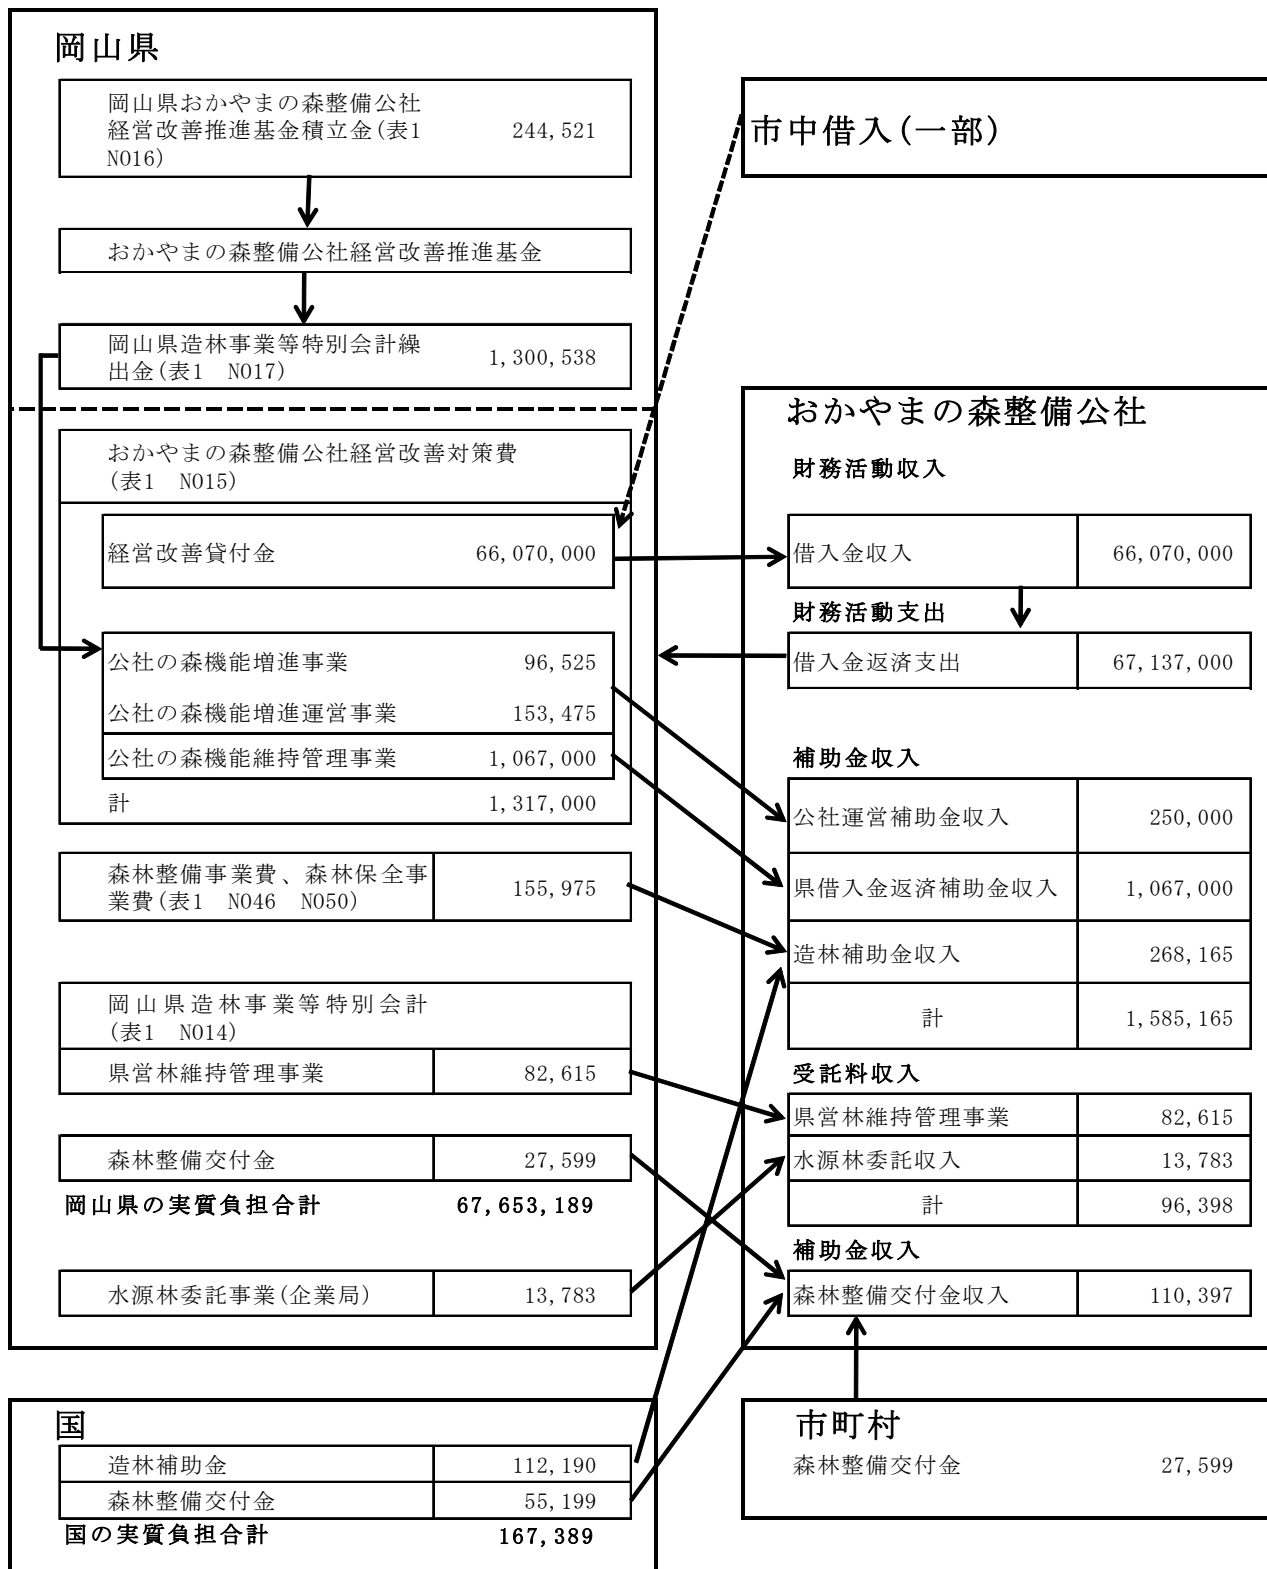 岡山県
岡山県おかやまの森整備公社
経営改善推進基金積立金(表1 244,521
NO16)
おかやまの森整備公社経営改善推進基金
岡山県造林事業等特別会計繰
出金(表1 NO17) 1,300,538
おかやまの森整備公社経営改善対策費
(表1 NO15)
経営改善貸付金 66,070,000
公社の森機能増進事業 96,525
公社の森機能増進運営事業 153,475
公社の森機能維持管理事業 1,067,000
計 1,317,000
森林整備事業費、森林保全事
業費(表1 NO46 NO50) 155,975
岡山県造林事業等特別会計
(表1 NO14)
県営林維持管理事業 82,615
森林整備交付金 27,599
岡山県の実質負担合計 67,653,189
水源林委託事業(企業局) 13,783
国
造林補助金 112,190
森林整備交付金 55,199
国の実質負担合計 167,389
市中借入(一部)
おかやまの森整備公社
財務活動収入
借入金収入 66,070,000
財務活動支出
借入金返済支出 67,137,000
補助金収入
公社運営補助金収入 250,000
県借入金返済補助金収入 1,067,000
造林補助金収入 268,165
計 1,585,165
受託料収入
県営林維持管理事業 82,615
水源林委託収入 13,783
計 96,398
補助金収入
森林整備交付金収入 110,397
市町村
森林整備交付金 27,599